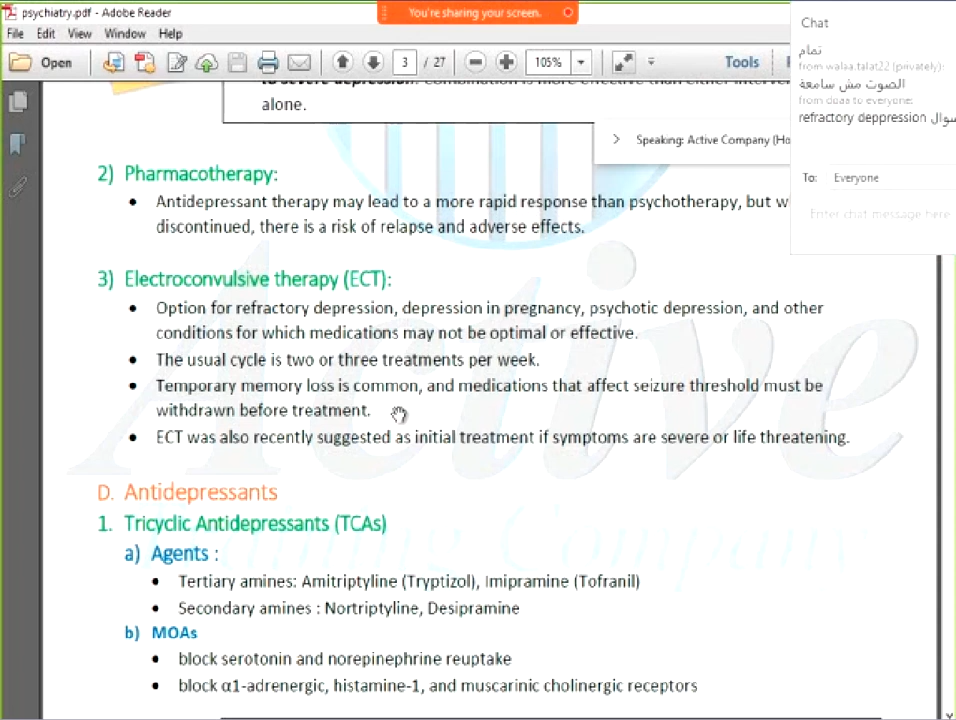 psychiatry.pdf - Adobe Reader
You're sharing your screen.
File Edit View Window Help
Open 3 / 27 105% Tools
Chat
تمام
from walaa.talat22 (privately):
الصوت مش سامعة
from doaa to everyone:
refractory deppression سوال
Speaking: Active Company
To: Everyone
Enter chat message here
to severe depression
alone.
2) Pharmacotherapy:
• Antidepressant therapy may lead to a more rapid response than psychotherapy, but
discontinued, there is a risk of relapse and adverse effects.
3) Electroconvulsive therapy (ECT):
• Option for refractory depression, depression in pregnancy, psychotic depression, and other
conditions for which medications may not be optimal or effective.
• The usual cycle is two or three treatments per week.
• Temporary memory loss is common, and medications that affect seizure threshold must be
withdrawn before treatment.
• ECT was also recently suggested as initial treatment if symptoms are severe or life threatening.
D. Antidepressants
1. Tricyclic Antidepressants (TCAs)
a) Agents :
• Tertiary amines: Amitriptyline (Tryptizol), Imipramine (Tofranil)
• Secondary amines : Nortriptyline, Desipramine
b) MOAs
• block serotonin and norepinephrine reuptake
• block α1-adrenergic, histamine-1, and muscarinic cholinergic receptors
Active
Company